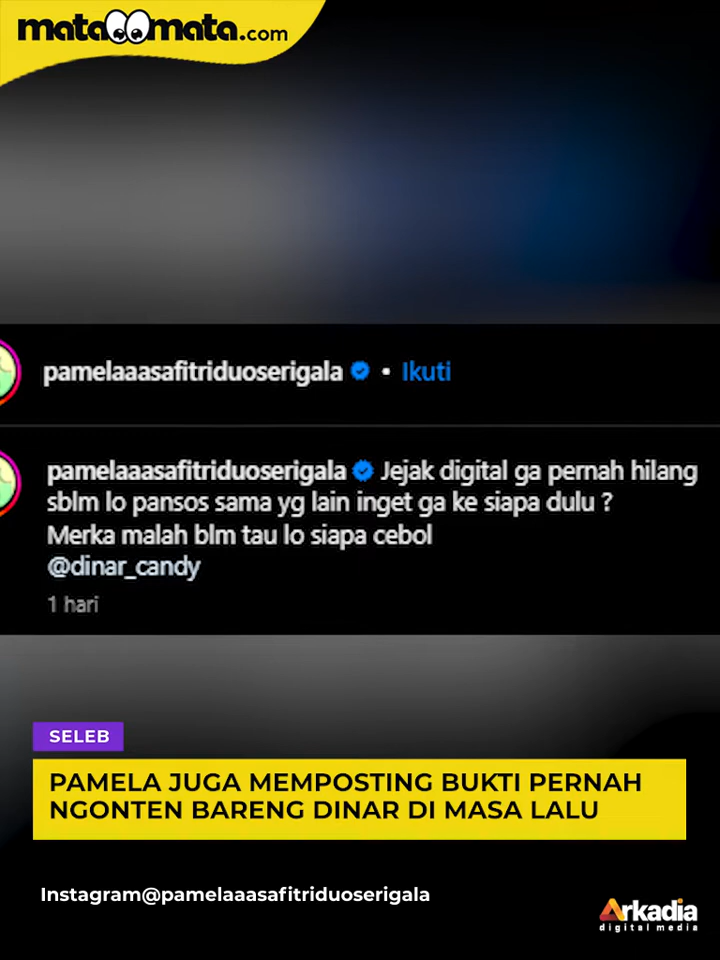 matamata.com
pamelaaasafitriduoserigala • Ikuti
pamelaaasafitriduoserigala Jejak digital ga pernah hilang
sblm lo pansos sama yg lain inget ga ke siapa dulu ?
Merka malah blm tau lo siapa cebol
@dinar_candy
1 hari
SELEB
PAMELA JUGA MEMPOSTING BUKTI PERNAH
NGONTEN BARENG DINAR DI MASA LALU
Instagram@pamelaaasafitriduoserigala
Arkadia
digital media